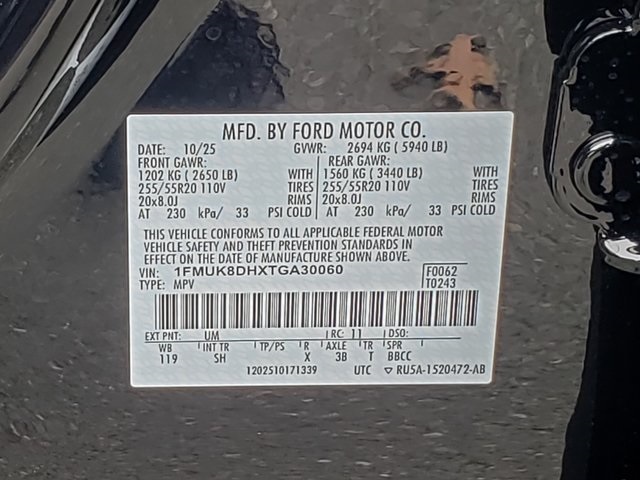 MFD. BY FORD MOTOR CO.
DATE: 10/25 GVWR: 2694 KG ( 5940 LB)
FRONT GAWR: REAR GAWR:
1202 KG ( 2650 LB) WITH 1560 KG ( 3440 LB) WITH
255/55R20 110V TIRES 255/55R20 110V TIRES
20x8.0J RIMS 20x8.0J RIMS
AT 230 kPa/ 33 PSI COLD AT 230 kPa/ 33 PSI COLD
THIS VEHICLE CONFORMS TO ALL APPLICABLE FEDERAL MOTOR
VEHICLE SAFETY AND THEFT PREVENTION STANDARDS IN
EFFECT ON THE DATE OF MANUFACTURE SHOWN ABOVE.
VIN: 1FMUK8DHXTGA30060 F0062
TYPE: MPV T0243
EXT PNT: UM RC: 11 DSO:
WB INT TR TP/PS R AXLE TR SPR
119 SH X 3B T BBCC
1202510171339 UTC ▽ RU5A-1520472-AB